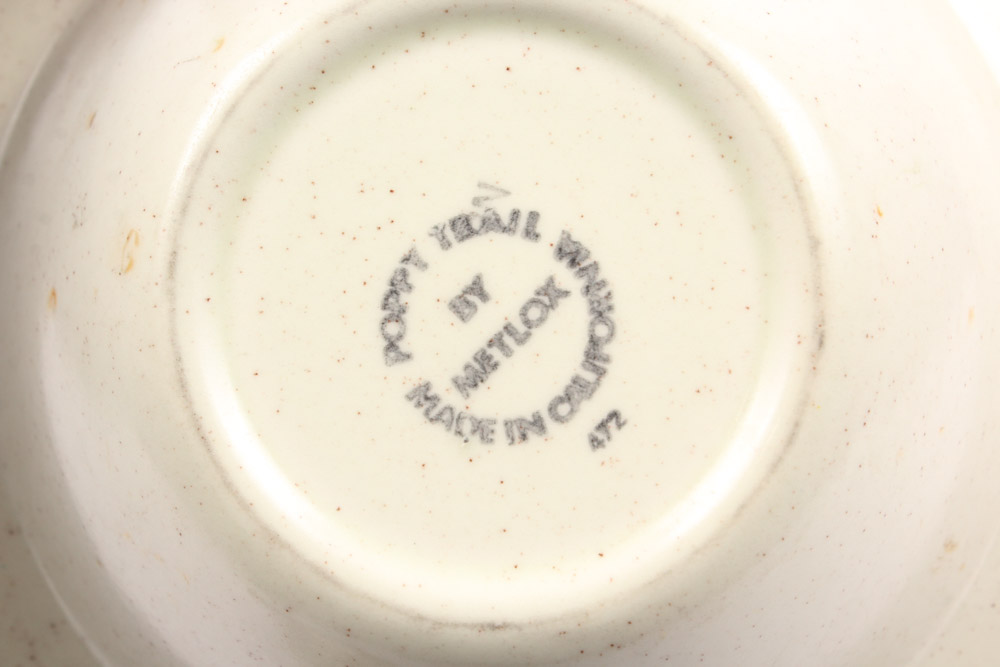 POPPY TRAIL
BY
METLOX
MADE IN CALIFORNIA
472